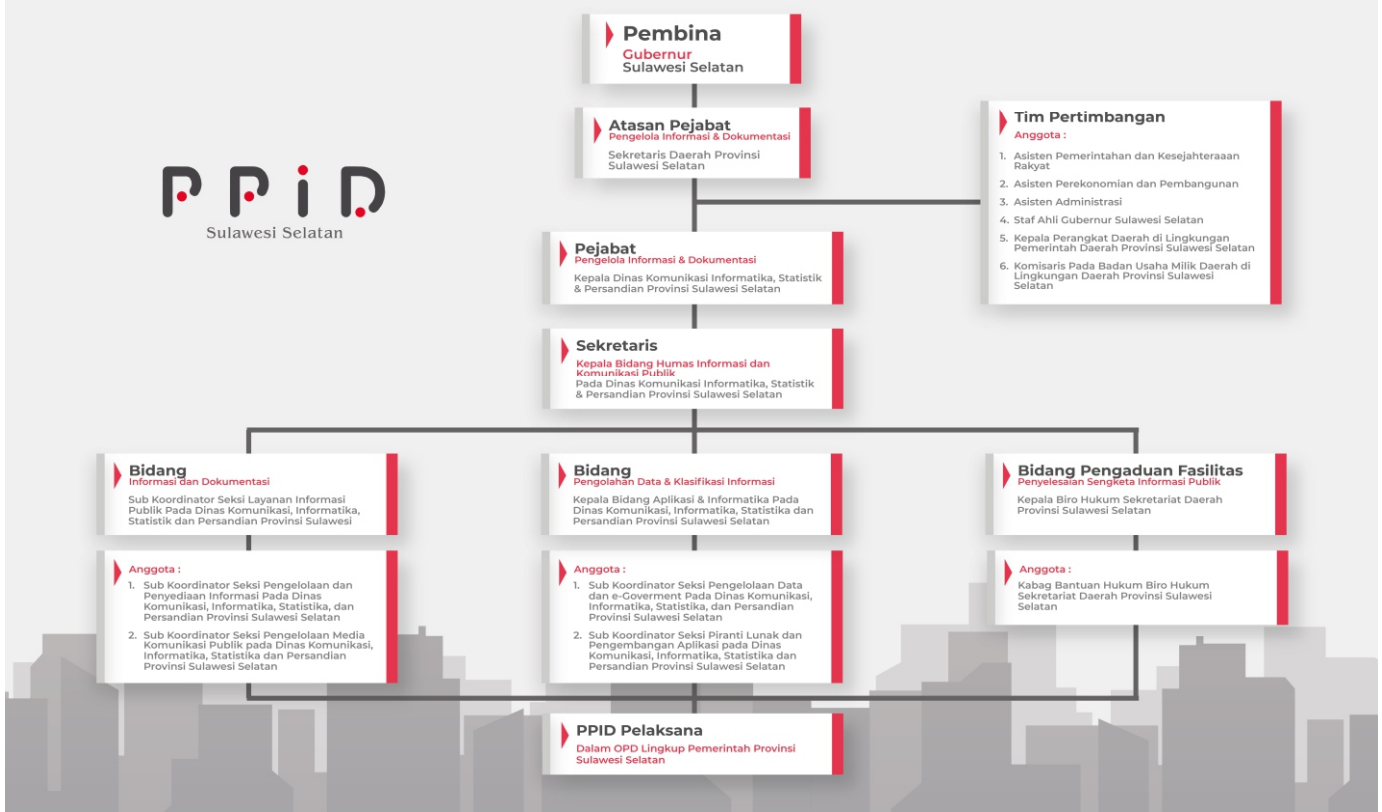 Pembina
Gubernur
Sulawesi Selatan
Atasan Pejabat
Pengelola Informasi & Dokumentasi
Sekretaris Daerah Provinsi
Sulawesi Selatan
Tim Pertimbangan
Anggota :
1. Asisten Pemerintahan dan Kesejahteraaan
Rakyat
2. Asisten Perekonomian dan Pembangunan
3. Asisten Administrasi
4. Staf Ahli Gubernur Sulawesi Selatan
5. Kepala Perangkat Daerah di Lingkungan
Pemerintah Daerah Provinsi Sulawesi Selatan
6. Komisaris Pada Badan Usaha Milik Daerah di
Lingkungan Daerah Provinsi Sulawesi
Selatan
PPiD
Sulawesi Selatan
Pejabat
Pengelola Informasi & Dokumentasi
Kepala Dinas Komunikasi Informatika, Statistik
& Persandian Provinsi Sulawesi Selatan
Sekretaris
Kepala Bidang Humas Informasi dan
Komunikasi Publik
Pada Dinas Komunikasi Informatika, Statistik
& Persandian Provinsi Sulawesi Selatan
Bidang
Informasi dan Dokumentasi
Sub Koordinator Seksi Layanan Informasi
Publik Pada Dinas Komunikasi, Informatika,
Statistik dan Persandian Provinsi Sulawesi
Anggota :
1. Sub Koordinator Seksi Pengelolaan dan
Penyediaan Informasi Pada Dinas
Komunikasi, Informatika, Statistika, dan
Persandian Provinsi Sulawesi Selatan
2. Sub Koordinator Seksi Pengelolaan Media
Komunikasi Publik pada Dinas Komunikasi,
Informatika, Statistika dan Persandian
Provinsi Sulawesi Selatan
Bidang
Pengolahan Data & Klasifikasi Informasi
Kepala Bidang Aplikasi & Informatika Pada
Dinas Komunikasi, Informatika, Statistika dan
Persandian Provinsi Sulawesi Selatan
Anggota :
1. Sub Koordinator Seksi Pengelolaan Data
dan e-Goverment Pada Dinas Komunikasi,
Informatika, Statistika, dan Persandian
Provinsi Sulawesi Selatan
2. Sub Koordinator Seksi Piranti Lunak dan
Pengembangan Aplikasi pada Dinas
Komunikasi, Informatika, Statistika dan
Persandian Provinsi Sulawesi Selatan
Bidang Pengaduan Fasilitas
Penyelesaian Sengketa Informasi Publik
Kepala Biro Hukum Sekretariat Daerah
Provinsi Sulawesi Selatan
Anggota :
Kabag Bantuan Hukum Biro Hukum
Sekretariat Daerah Provinsi Sulawesi
Selatan
PPID Pelaksana
Dalam OPD Lingkup Pemerintah Provinsi
Sulawesi Selatan